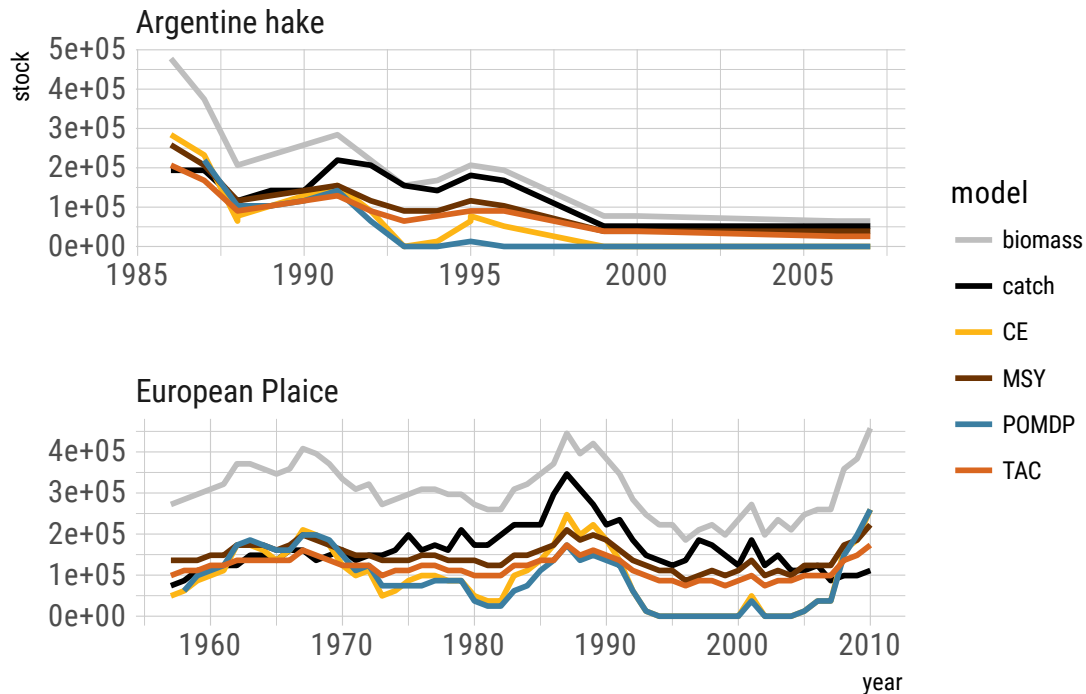 Argentine hake
stock
5e+05
4e+05
3e+05
2e+05
1e+05
0e+00
1985 1990 1995 2000 2005
European Plaice
4e+05
3e+05
2e+05
1e+05
0e+00
1960 1970 1980 1990 2000 2010
year
model
biomass
catch
CE
MSY
POMDP
TAC